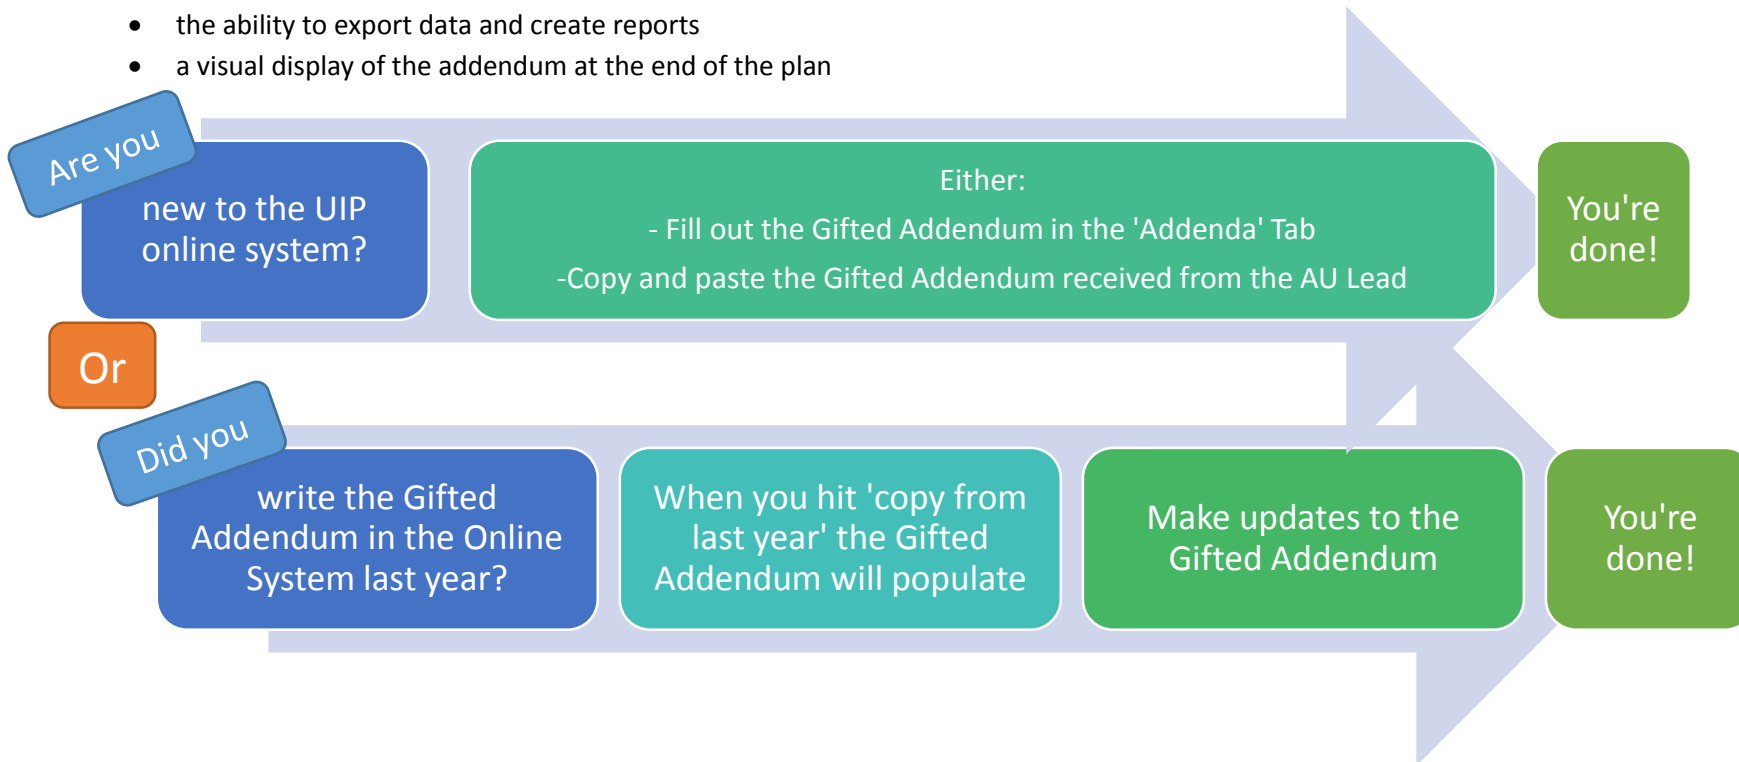 • the ability to export data and create reports
• a visual display of the addendum at the end of the plan
Are you
new to the UIP
online system?
Either:
- Fill out the Gifted Addendum in the 'Addenda' Tab
-Copy and paste the Gifted Addendum received from the AU Lead
You're
done!
Or
Did you
write the Gifted
Addendum in the Online
System last year?
When you hit 'copy from
last year' the Gifted
Addendum will populate
Make updates to the
Gifted Addendum
You're
done!